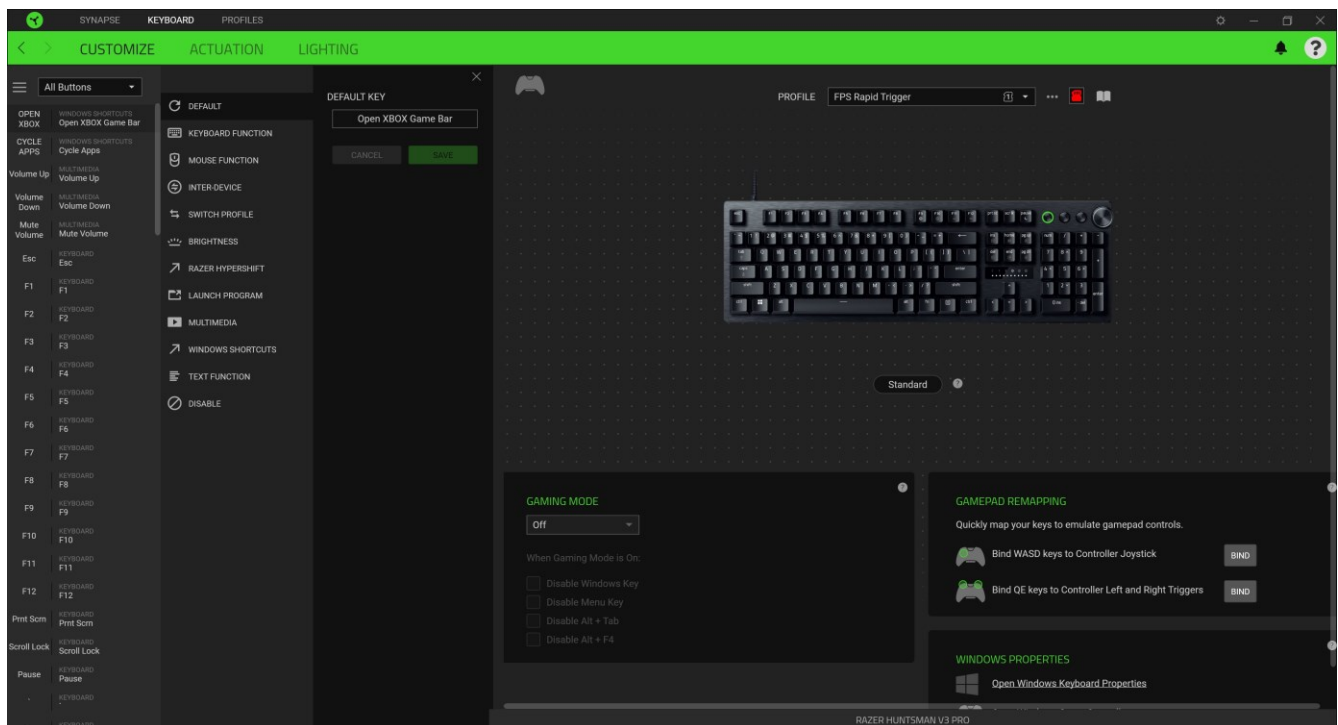 SYNAPSE KEYBOARD PROFILES
CUSTOMIZE ACTUATION LIGHTING
All Buttons
OPEN XBOX WINDOWS SHORTCUTS Open XBOX Game Bar
CYCLE APPS WINDOWS SHORTCUTS Cycle Apps
Volume Up MULTIMEDIA Volume Up
Volume Down MULTIMEDIA Volume Down
Mute Volume MULTIMEDIA Mute Volume
Esc KEYBOARD Esc
F1 KEYBOARD F1
F2 KEYBOARD F2
F3 KEYBOARD F3
F4 KEYBOARD F4
F5 KEYBOARD F5
F6 KEYBOARD F6
F7 KEYBOARD F7
F8 KEYBOARD F8
F9 KEYBOARD F9
F10 KEYBOARD F10
F11 KEYBOARD F11
F12 KEYBOARD F12
Prnt Scrn KEYBOARD Prnt Scrn
Scroll Lock KEYBOARD Scroll Lock
Pause KEYBOARD Pause
KEYBOARD
DEFAULT
KEYBOARD FUNCTION
MOUSE FUNCTION
INTER-DEVICE
SWITCH PROFILE
BRIGHTNESS
RAZER HYPERSHIFT
LAUNCH PROGRAM
MULTIMEDIA
WINDOWS SHORTCUTS
TEXT FUNCTION
DISABLE
DEFAULT KEY
Open XBOX Game Bar
CANCEL SAVE
PROFILE FPS Rapid Trigger 1
Standard
GAMING MODE
Off
When Gaming Mode is On:
Disable Windows Key
Disable Menu Key
Disable Alt + Tab
Disable Alt + F4
GAMEPAD REMAPPING
Quickly map your keys to emulate gamepad controls.
Bind WASD keys to Controller Joystick BIND
Bind QE keys to Controller Left and Right Triggers BIND
WINDOWS PROPERTIES
Open Windows Keyboard Properties
RAZER HUNTSMAN V3 PRO